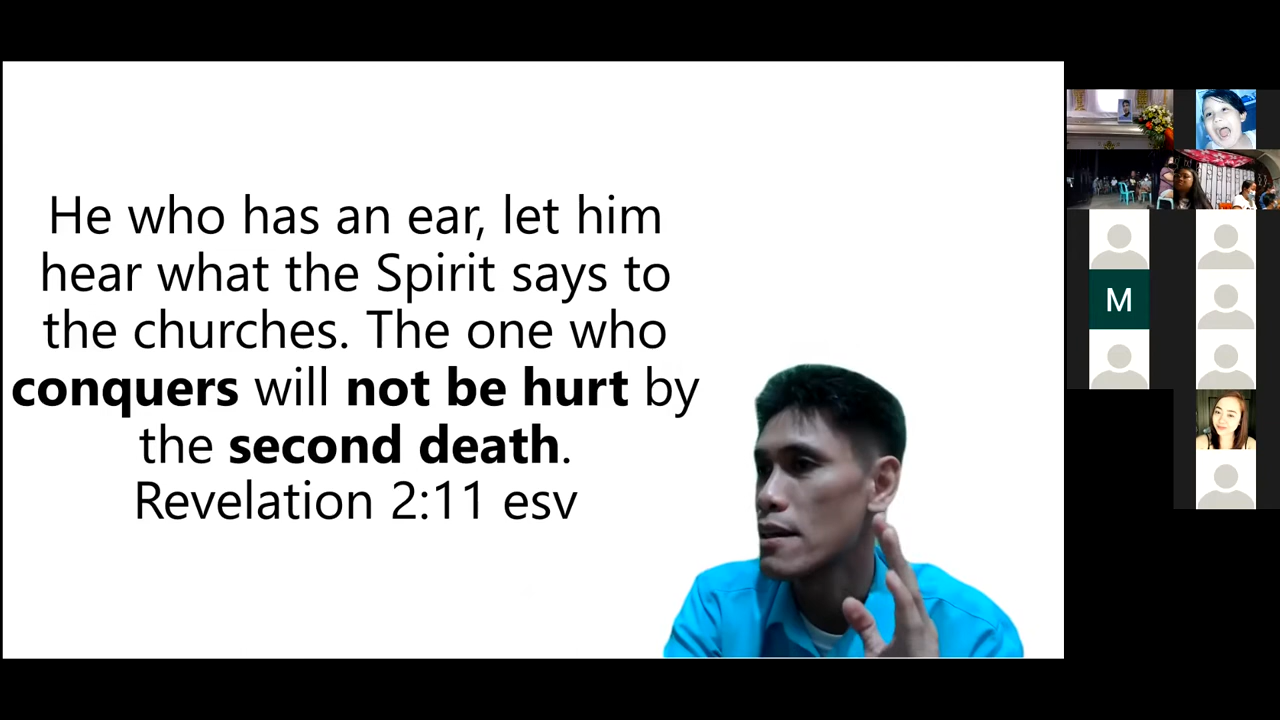 He who has an ear, let him
hear what the Spirit says to
the churches. The one who
conquers will not be hurt by
the second death.
Revelation 2:11 esv
M